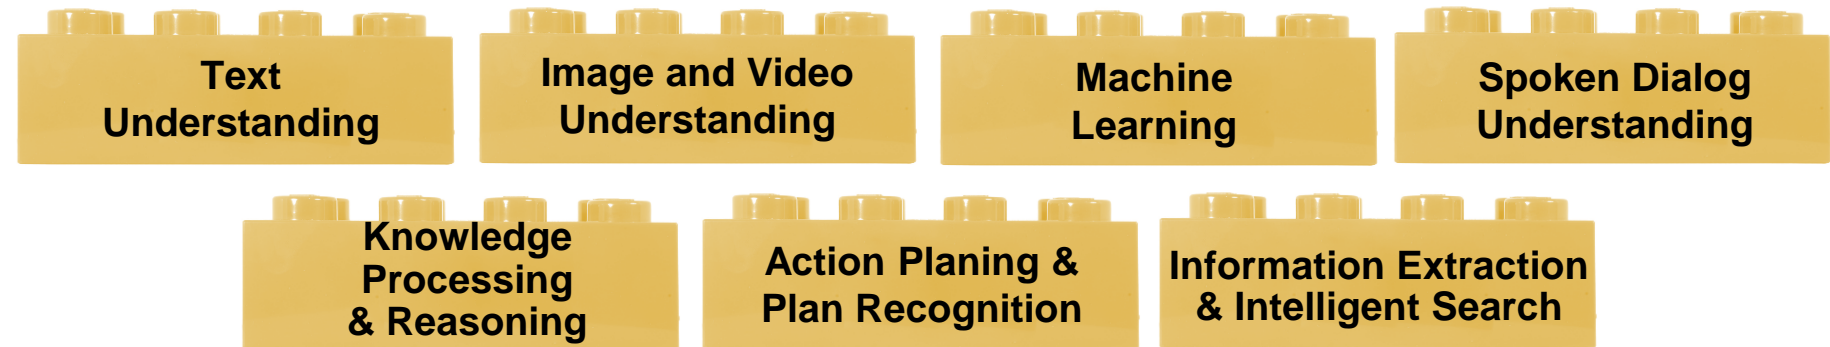 Text
Understanding
Image and Video
Understanding
Machine
Learning
Spoken Dialog
Understanding
Knowledge
Processing
& Reasoning
Action Planing &
Plan Recognition
Information Extraction
& Intelligent Search